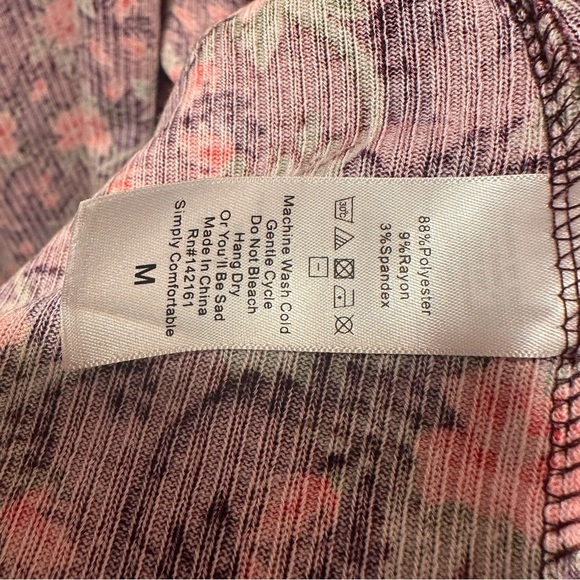 88%Polyester
9%Rayon
3%Spandex
30°c
Machine Wash Cold
Gentle Cycle
Do Not Bleach
Hang Dry
Or You'll Be Sad
Made In China
Rn#142161
Simply Comfortable
M